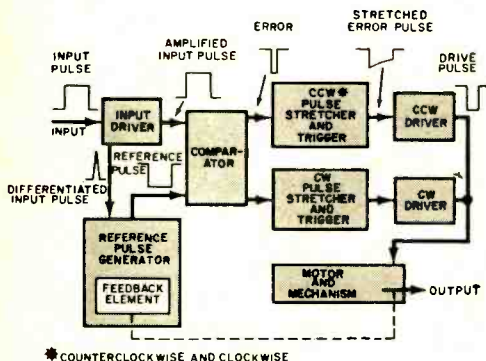 INPUT
PULSE
AMPLIFIED
INPUT PULSE
ERROR
STRETCHED
ERROR PULSE
DRIVE
PULSE
INPUT
INPUT
DRIVER
REFERENCE
PULSE
COMPAR-
ATOR
CCW*
PULSE
STRETCHER
AND
TRIGGER
CCW
DRIVER
DIFFERENTIATED
INPUT PULSE
CW
PULSE
STRETCHER
AND
TRIGGER
CW
DRIVER
REFERENCE
PULSE
GENERATOR
FEEDBACK
ELEMENT
MOTOR
AND
MECHANISM
OUTPUT
*COUNTERCLOCKWISE AND CLOCKWISE